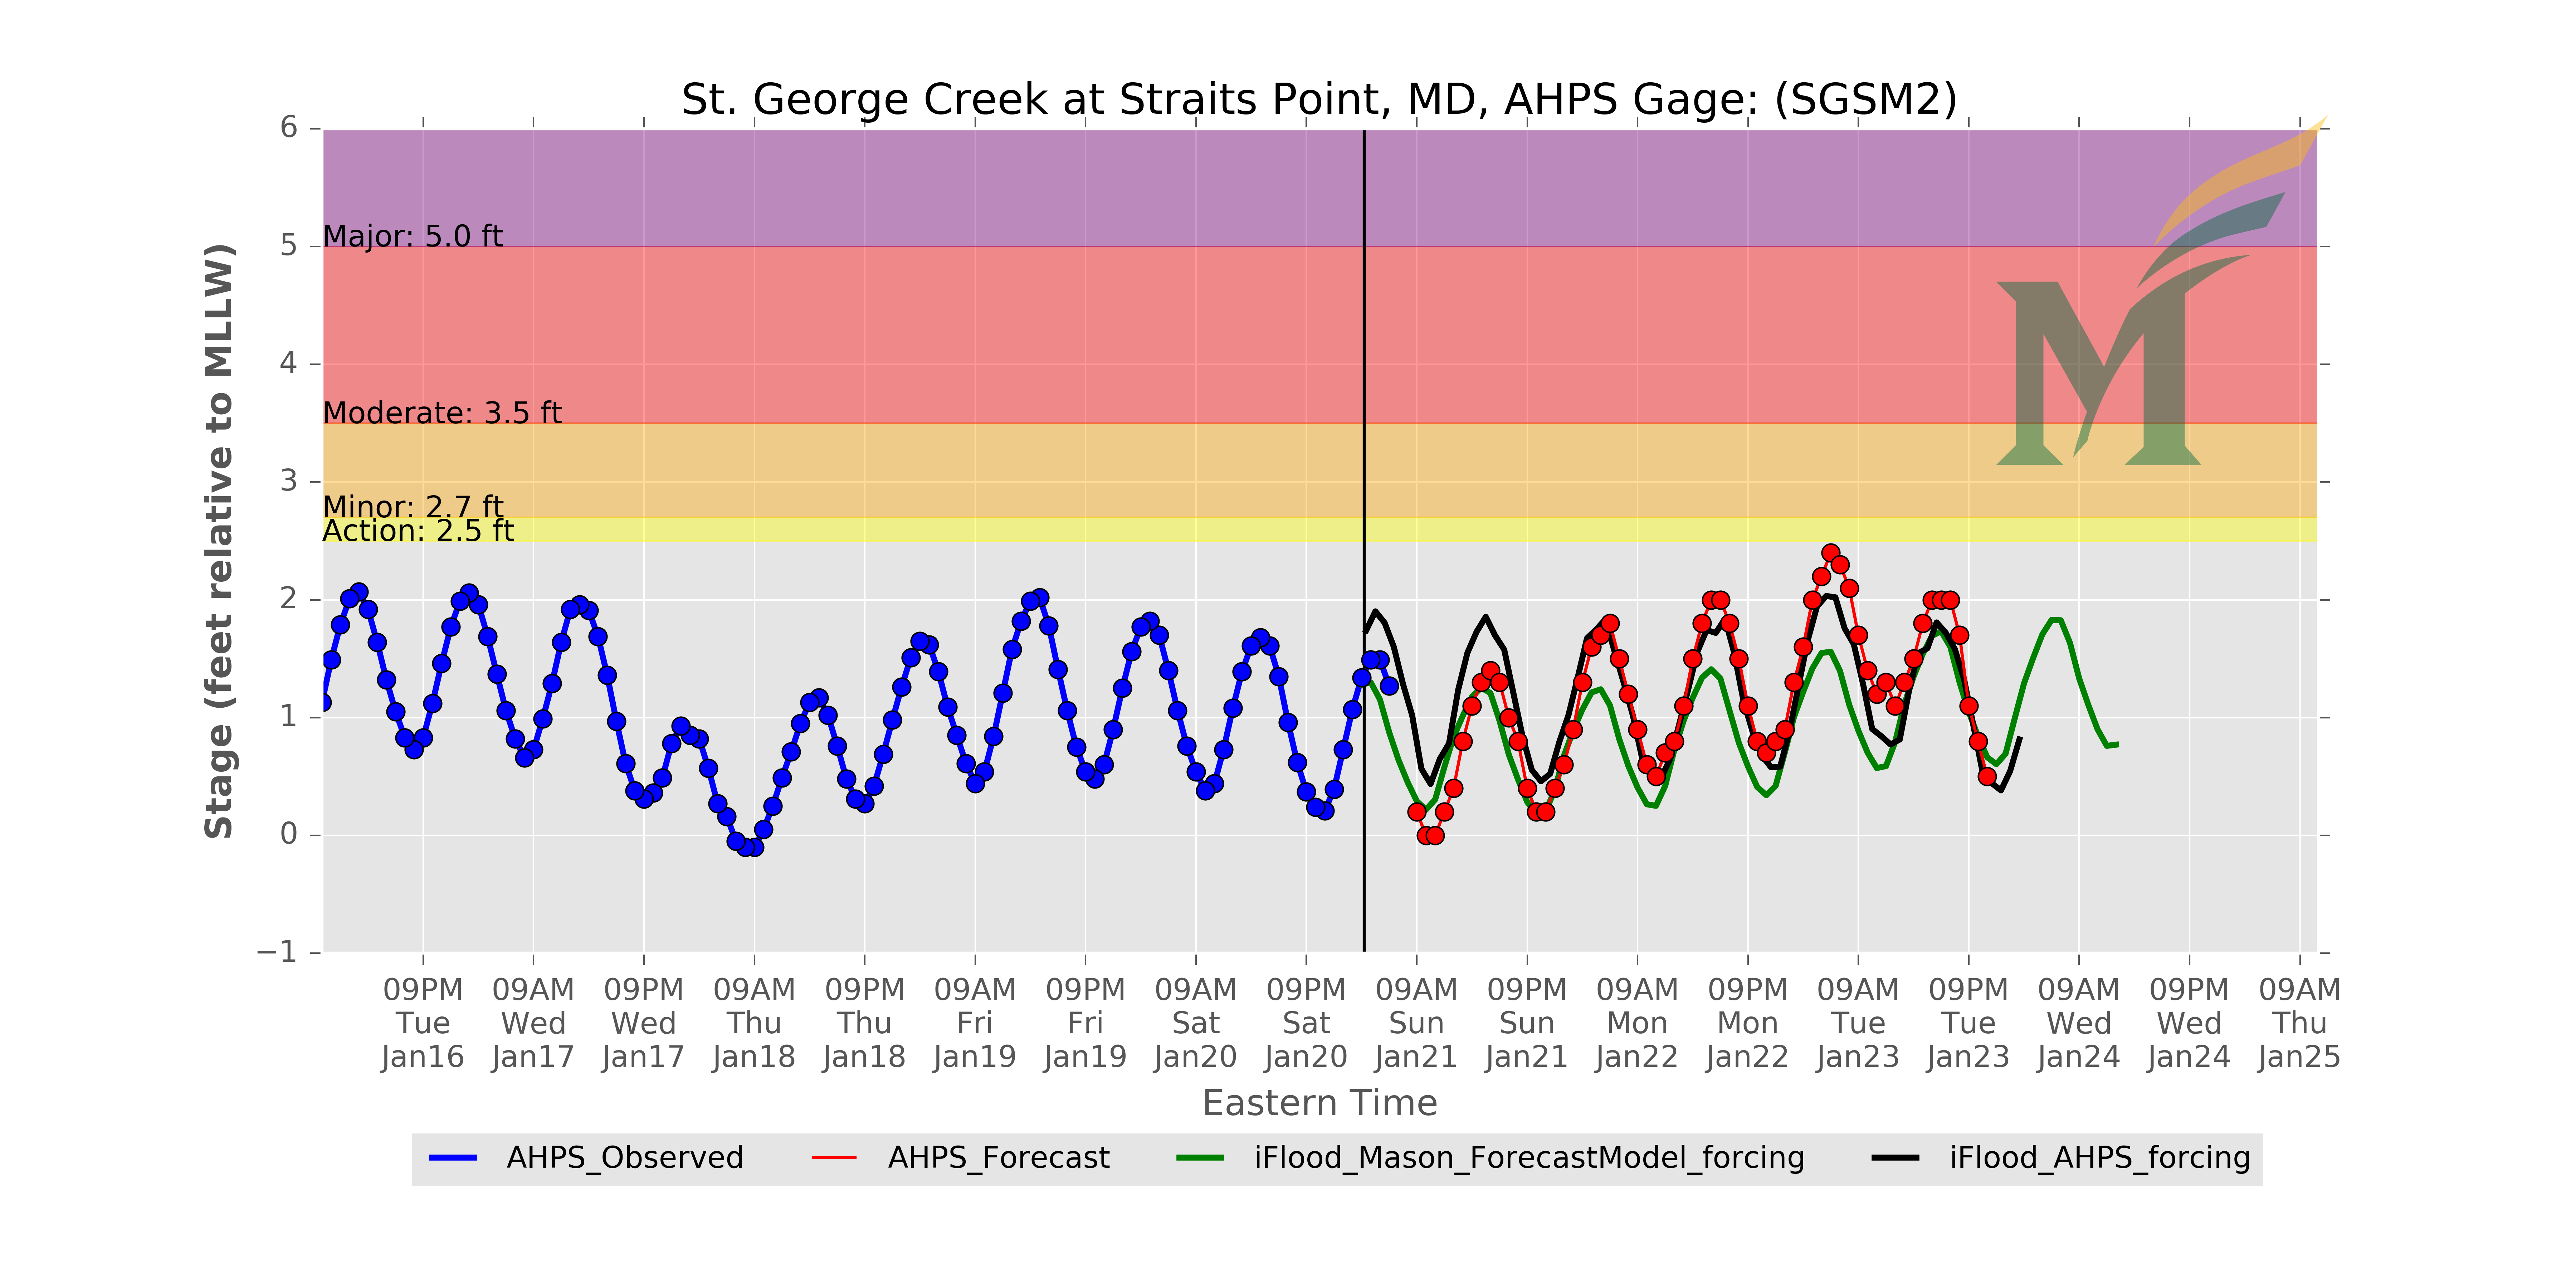 St. George Creek at Straits Point, MD, AHPS Gage: (SGSM2)
6
5
4
3
2
1
0
−1
Stage (feet relative to MLLW)
Major: 5.0 ft
Moderate: 3.5 ft
Minor: 2.7 ft
Action: 2.5 ft
09PM 09AM 09PM 09AM 09PM 09AM 09PM 09AM 09PM 09AM 09PM 09AM 09PM 09AM 09PM 09AM 09PM 09AM
Tue Wed Wed Thu Thu Fri Fri Sat Sat Sun Sun Mon Mon Tue Tue Wed Wed Thu
Jan16 Jan17 Jan17 Jan18 Jan18 Jan19 Jan19 Jan20 Jan20 Jan21 Jan21 Jan22 Jan22 Jan23 Jan23 Jan24 Jan24 Jan25
Eastern Time
AHPS_Observed AHPS_Forecast iFlood_Mason_ForecastModel_forcing iFlood_AHPS_forcing